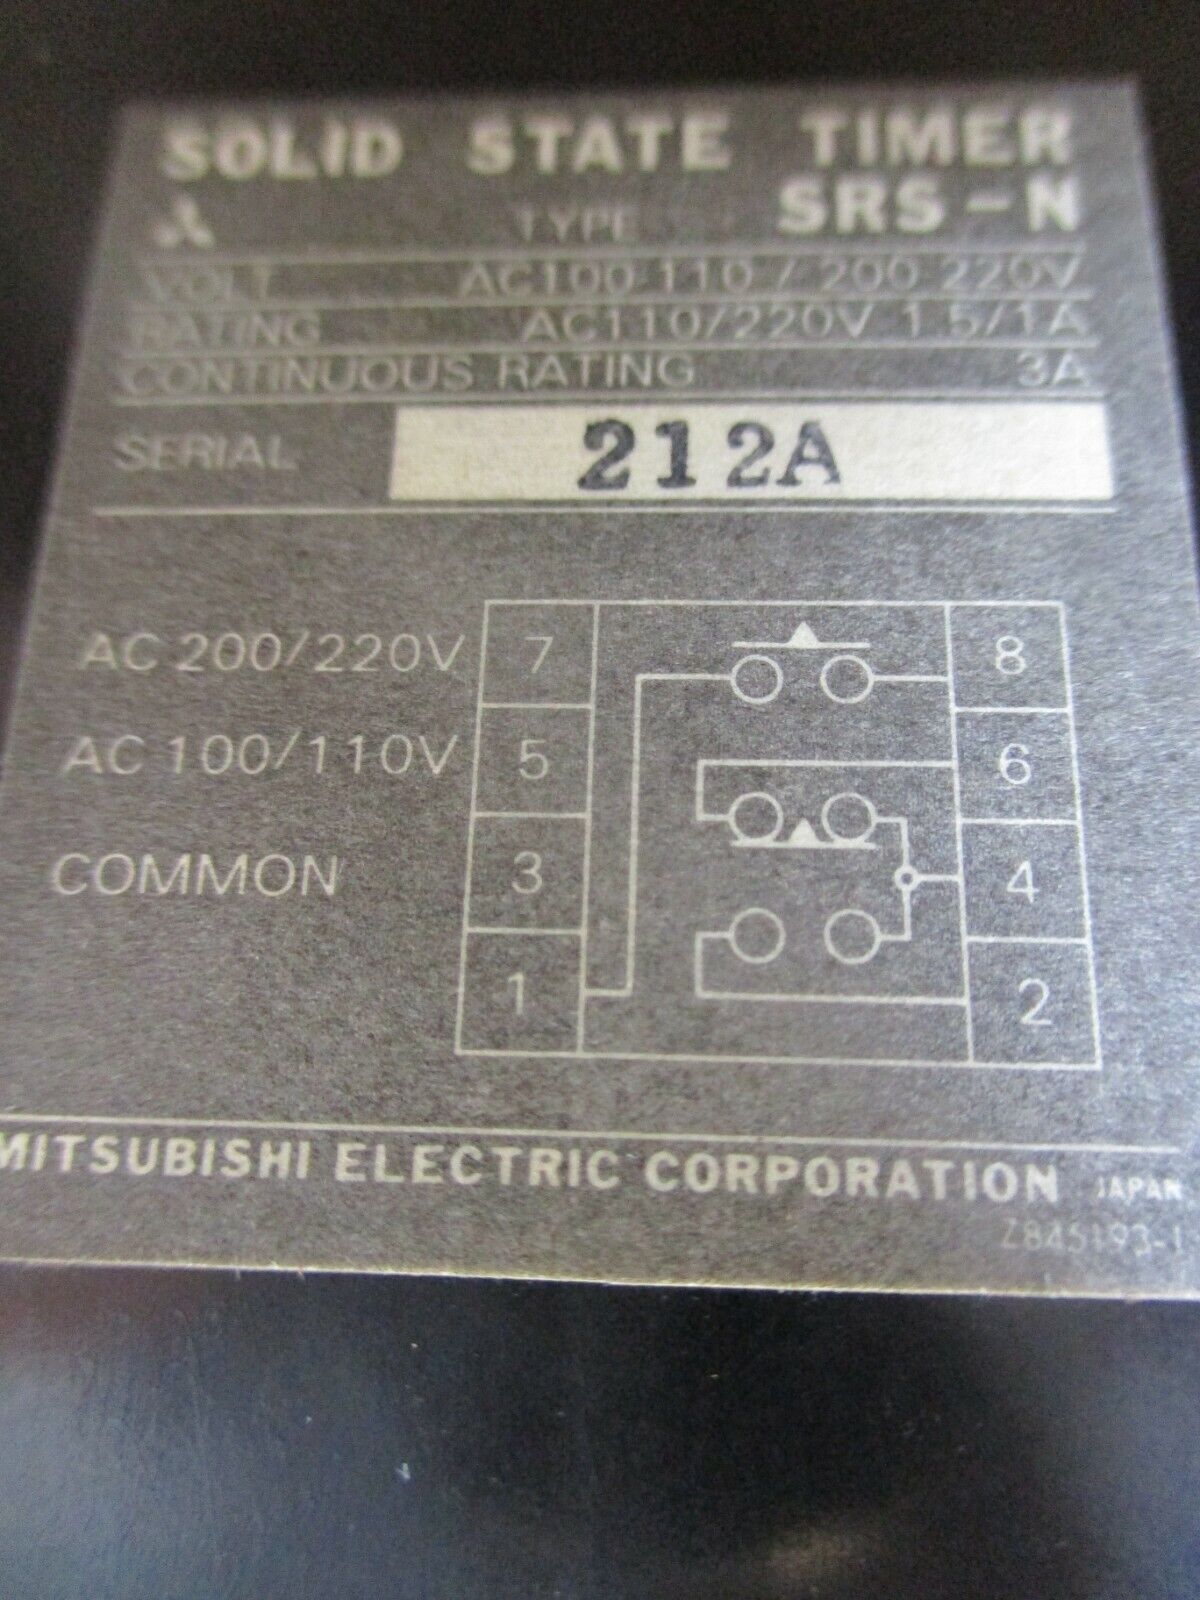 SOLID STATE TIMER
TYPE SRS-N
VOLT AC100-110/200-220V
RATING AC110/220V 1.5/1A
CONTINUOUS RATING 3A
SERIAL 212A
AC 200/220V 7 8
AC 100/110V 5 6
COMMON 3 4
1 2
MITSUBISHI ELECTRIC CORPORATION JAPAN
Z845193-1